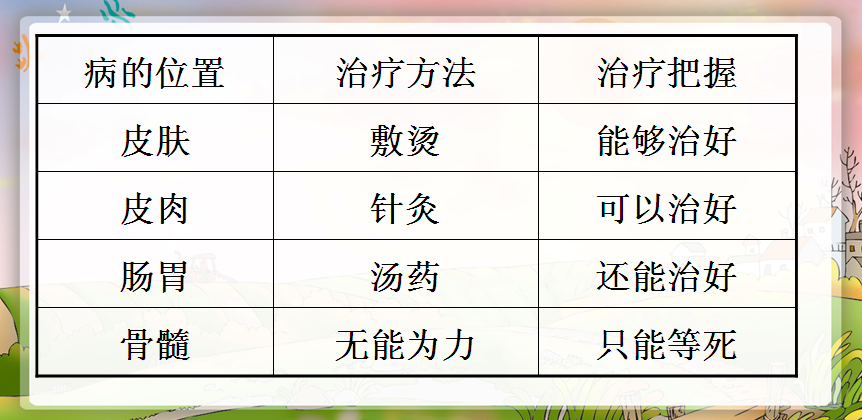 病的位置 治疗方法 治疗把握
皮肤 敷烫 能够治好
皮肉 针灸 可以治好
肠胃 汤药 还能治好
骨髓 无能为力 只能等死